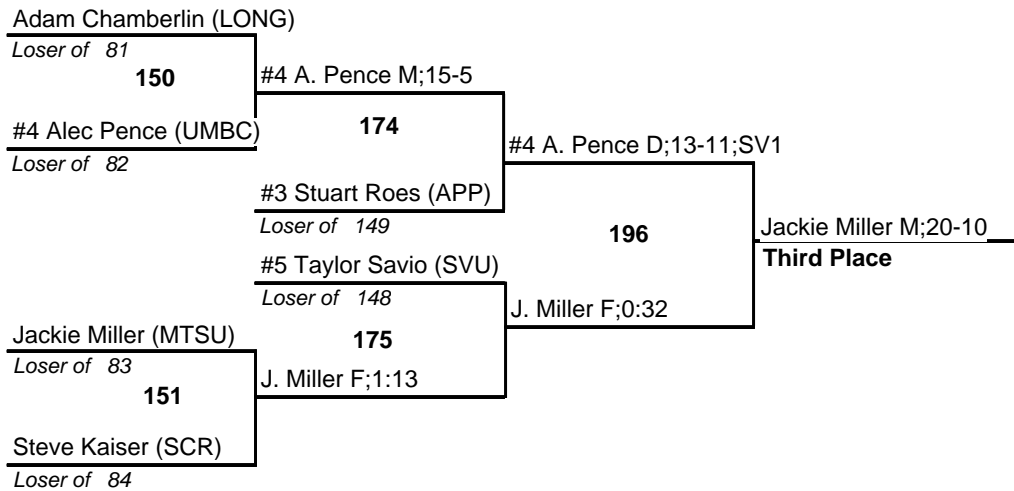 Adam Chamberlin (LONG)
Loser of 81
150
#4 A. Pence M;15-5
#4 Alec Pence (UMBC)
Loser of 82
174
#4 A. Pence D;13-11;SV1
#3 Stuart Roes (APP)
Loser of 149
196
Jackie Miller M;20-10
Third Place
#5 Taylor Savio (SVU)
Loser of 148
J. Miller F;0:32
Jackie Miller (MTSU)
Loser of 83
175
151
J. Miller F;1:13
Steve Kaiser (SCR)
Loser of 84